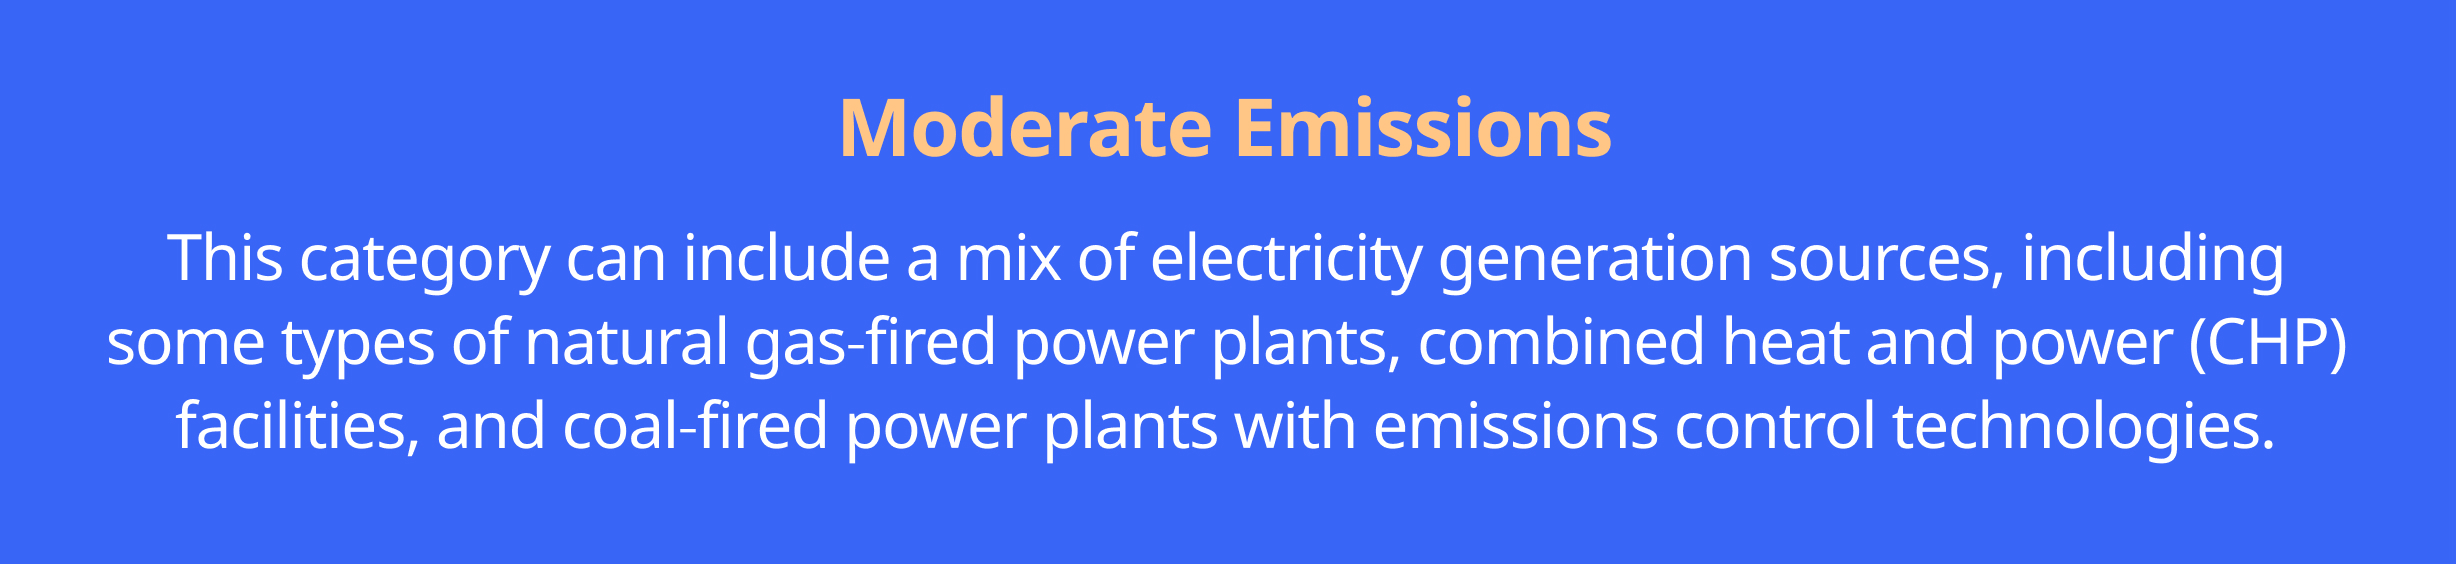 Moderate Emissions
This category can include a mix of electricity generation sources, including
some types of natural gas-fired power plants, combined heat and power (CHP)
facilities, and coal-fired power plants with emissions control technologies.